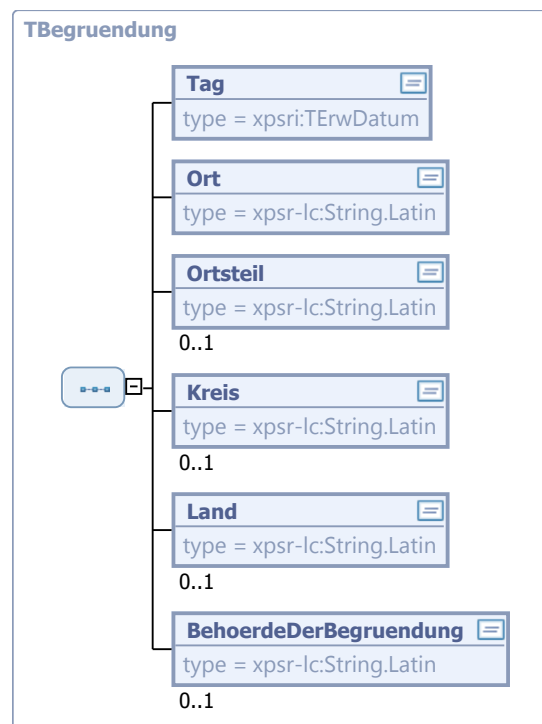 TBegruendung
Tag
type = xpsri:TErwDatum
Ort
type = xpsr-lc:String.Latin
Ortsteil
type = xpsr-lc:String.Latin
0..1
Kreis
type = xpsr-lc:String.Latin
0..1
Land
type = xpsr-lc:String.Latin
0..1
BehoerdeDerBegruendung
type = xpsr-lc:String.Latin
0..1